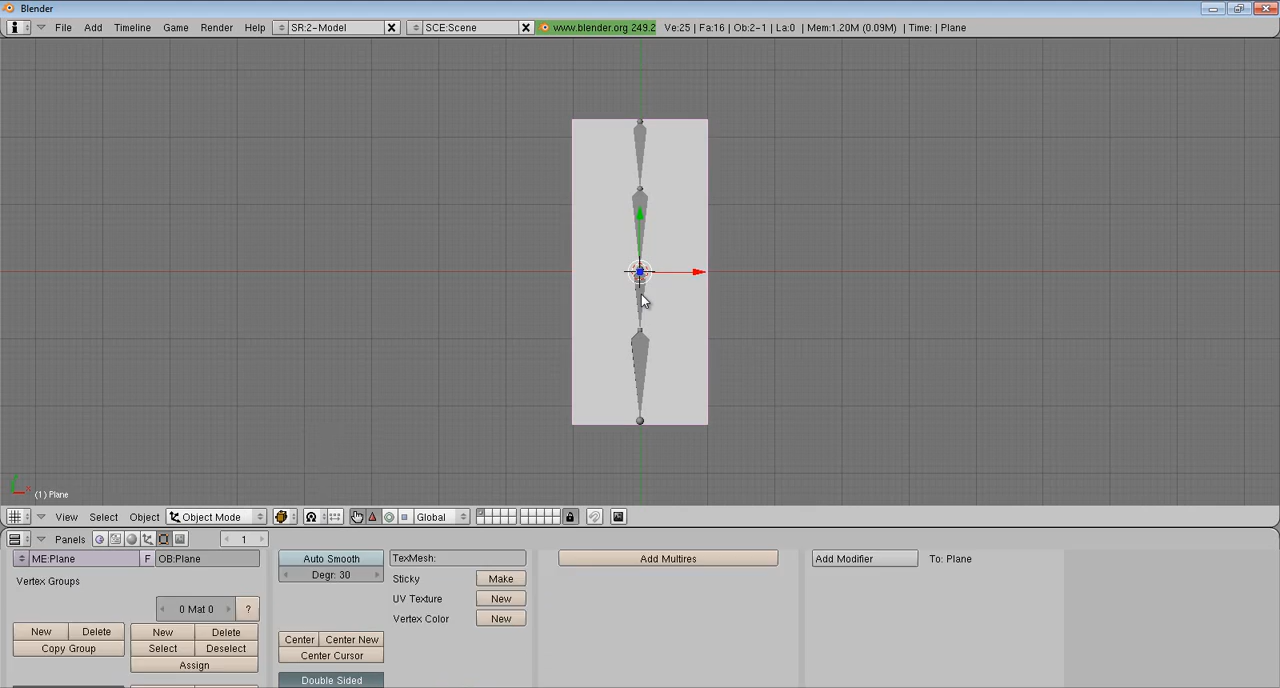 Blender
File Add Timeline Game Render Help SR:2-Model SCE:Scene www.blender.org 249.2 Ve:25 | Fa:16 | Ob:2-1 | La:0 | Mem:1.20M (0.09M) | Time: | Plane
(1) Plane
View Select Object Object Mode Global
Panels 1
ME:Plane F OB:Plane Auto Smooth TexMesh: Add Multires Add Modifier To: Plane
Degr: 30
Vertex Groups Sticky Make
UV Texture New
0 Mat 0 ?
Vertex Color New
New Delete New Delete Center Center New
Copy Group Select Deselect Center Cursor
Assign
Double Sided